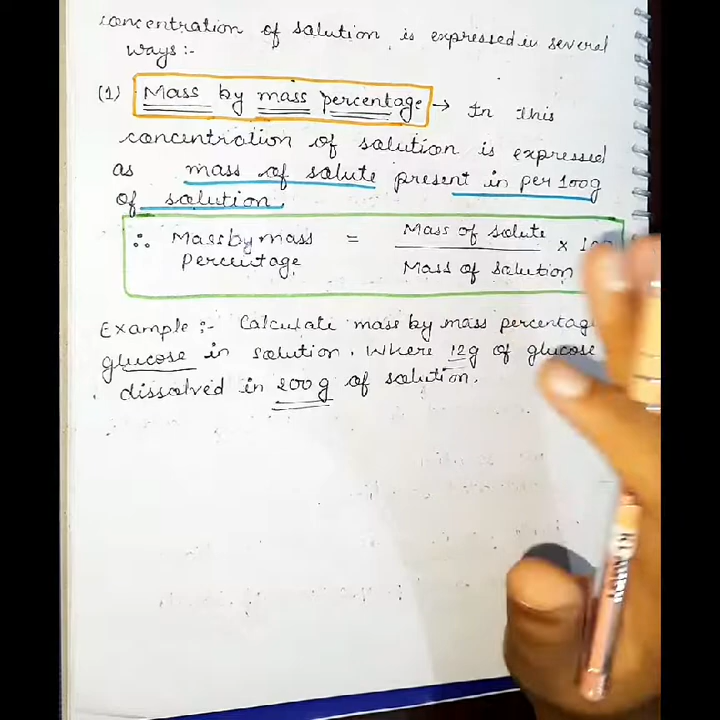 concentration of solution is expressed in several
ways :-
(1) Mass by mass percentage → In this
concentration of solution is expressed
as mass of solute present in per 100g
of solution.
∴ Mass by mass = Mass of solute × 100
percentage Mass of solution
Example :- Calculate mass by mass percentage
glucose in solution. Where 12g of glucose
dissolved in 200g of solution.